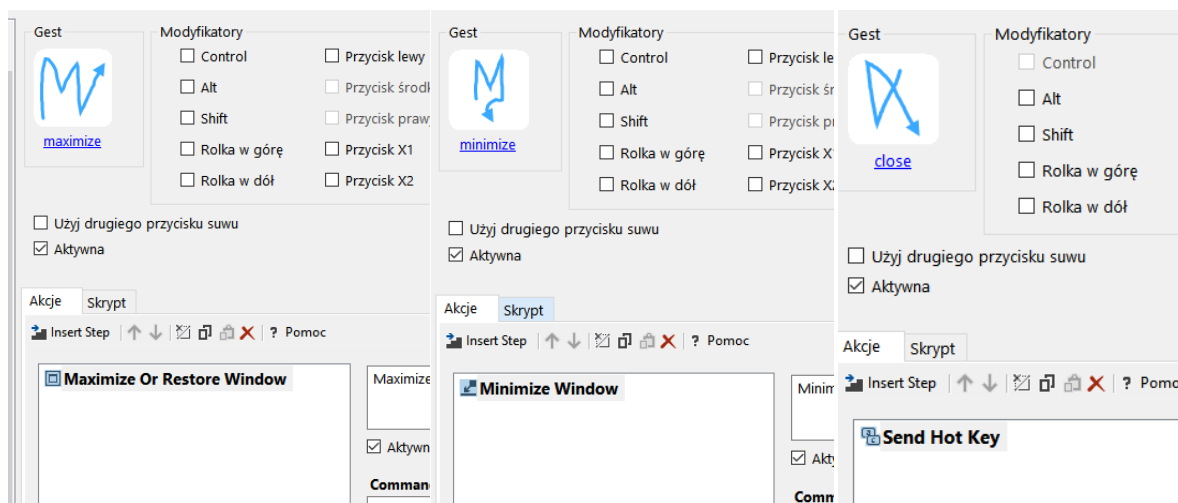 Gest
Modyfikatory
Control
Przycisk lewy
Alt
Przycisk środk
Shift
Przycisk praw
maximize
Rolka w górę
Przycisk X1
Rolka w dół
Przycisk X2
Użyj drugiego przycisku suwu
Aktywna
Akcje
Skrypt
Insert Step
? Pomoc
Maximize Or Restore Window
Maximize
Aktywn
Comman
Gest
Modyfikatory
Control
Przycisk le
Alt
Przycisk śr
Shift
Przycisk p
minimize
Rolka w górę
Przycisk X
Rolka w dół
Przycisk X
Użyj drugiego przycisku suwu
Aktywna
Akcje
Skrypt
Insert Step
? Pomoc
Minimize Window
Minim
Akt
Comm
Gest
Modyfikatory
Control
Alt
Shift
close
Rolka w górę
Rolka w dół
Użyj drugiego przycisku suwu
Aktywna
Akcje
Skrypt
Insert Step
? Pomo
Send Hot Key